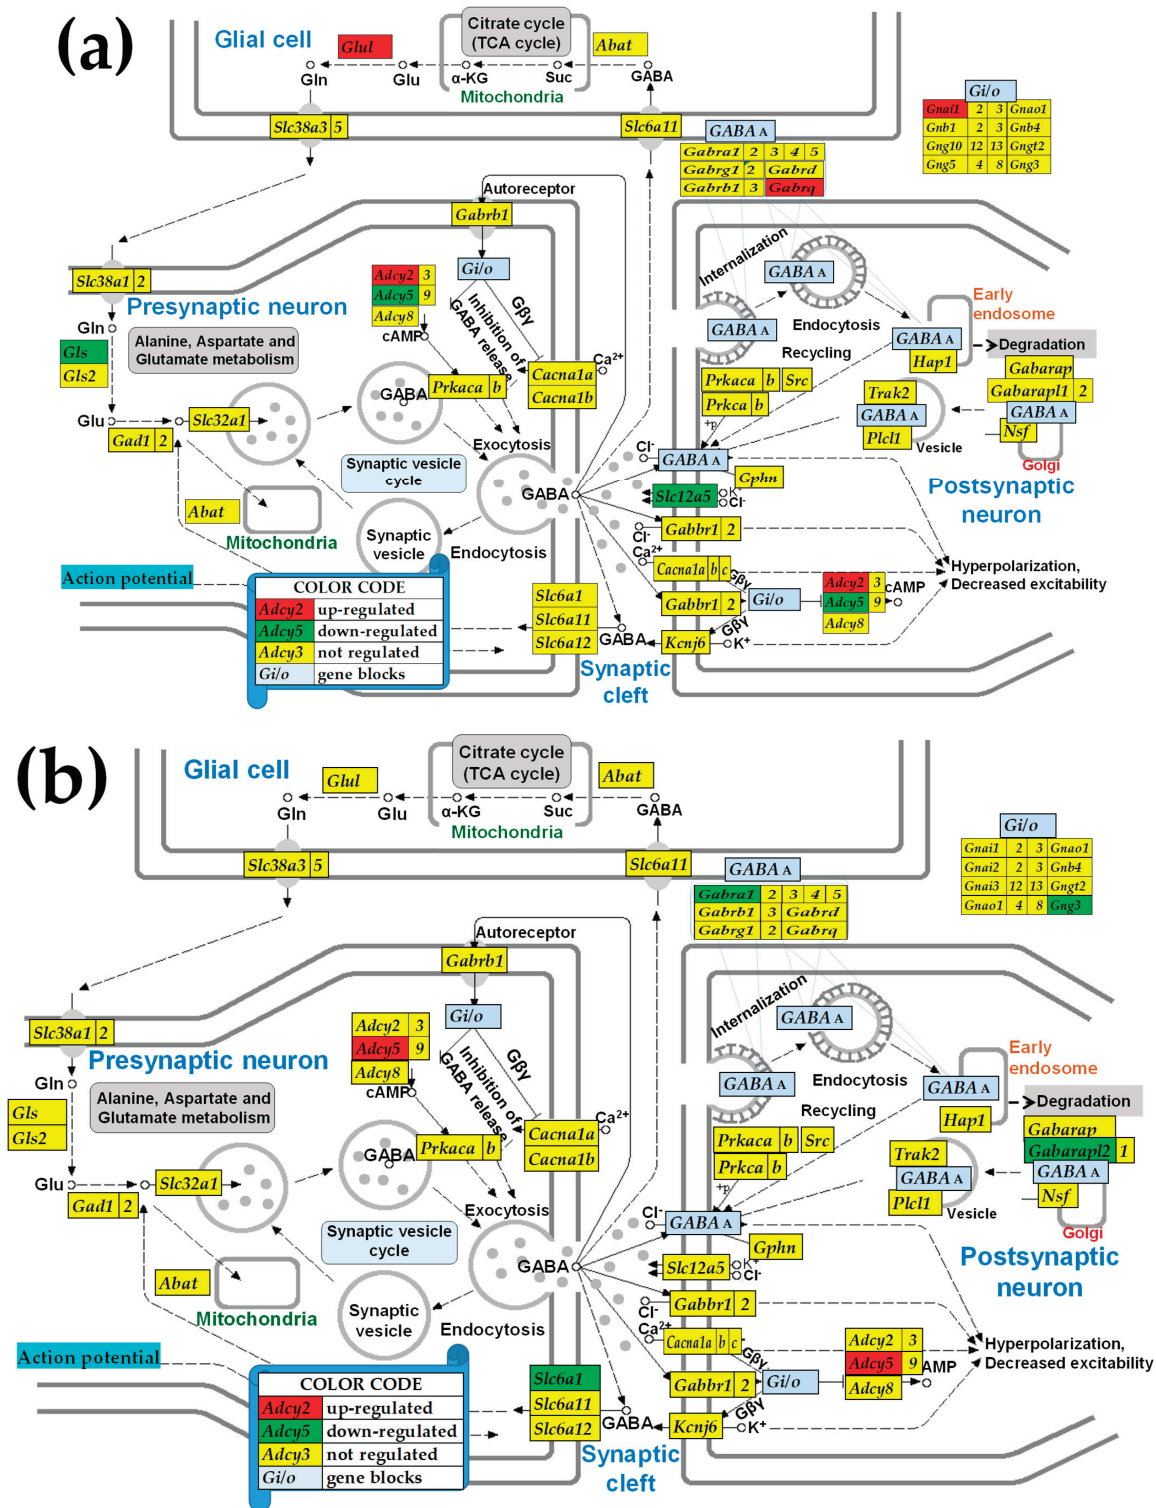 (a)
Glial cell
Glul
Citrate cycle
(TCA cycle)
Abat
Gln
Glu
α-KG
Suc
GABA
Mitochondria
Slc38a3 5
Slc6a11
GABA A
Gabra1 2 3 4 5
Gabrg1 2 Gabrd
Gabrb1 3 Gabrq
Gi/o
Gnai1 2 3 Gnao1
Gnb1 2 3 Gnb4
Gng10 12 13 Gngt2
Gng5 4 8 Gng3
Autoreceptor
Gabrb1
Gi/o
Slc38a1 2
Presynaptic neuron
Adcy2 3
Adcy5 9
Adcy8
cAMP
Inhibition of
GABA release
Gβγ
Internalization
GABA A
GABA A
Endocytosis
Recycling
Early
endosome
GABA A
Hap1
Degradation
Gabarap
Gabarapl1 2
GABA A
Nsf
Golgi
Gln
Gls
Gls2
Glu
Alanine, Aspartate and
Glutamate metabolism
Slc32a1
Gad1 2
GABA
Prkaca b
Cacna1a
Cacna1b
Ca2+
Exocytosis
Prkaca b Src
Prkca b
+p
Trak2
GABA A
Plcl1
Vesicle
Synaptic vesicle
cycle
GABA
Cl-
GABA A
Gphn
Slc12a5
K+
Cl-
Postsynaptic
neuron
Abat
Mitochondria
Synaptic
vesicle
Endocytosis
Cl-
Gabbr1 2
Ca2+
Cacna1a b c
Gβγ
Gabbr1 2
Gi/o
Gβγ
Adcy2 3
Adcy5 9
Adcy8
cAMP
Hyperpolarization,
Decreased excitability
Action potential
COLOR CODE
Adcy2 up-regulated
Adcy5 down-regulated
Adcy3 not regulated
Gi/o gene blocks
Slc6a1
Slc6a11
Slc6a12
GABA
Kcnj6
K+
Synaptic
cleft
(b)
Glial cell
Glul
Citrate cycle
(TCA cycle)
Abat
Gln
Glu
α-KG
Suc
GABA
Mitochondria
Slc38a3 5
Slc6a11
GABA A
Gabra1 2 3 4 5
Gabrb1 3 Gabrd
Gabrg1 2 Gabrq
Gi/o
Gnai1 2 3 Gnao1
Gnai2 2 3 Gnb4
Gnai3 12 13 Gngt2
Gnao1 4 8 Gng3
Autoreceptor
Gabrb1
Gi/o
Slc38a1 2
Presynaptic neuron
Adcy2 3
Adcy5 9
Adcy8
cAMP
Inhibition of
GABA release
Gβγ
Internalization
GABA A
GABA A
Endocytosis
Recycling
Early
endosome
GABA A
Hap1
Degradation
Gabarap
Gabarapl2 1
GABA A
Nsf
Golgi
Gln
Gls
Gls2
Glu
Alanine, Aspartate and
Glutamate metabolism
Slc32a1
Gad1 2
GABA
Prkaca b
Cacna1a
Cacna1b
Ca2+
Exocytosis
Prkaca b Src
Prkca b
+p
Trak2
GABA A
Plcl1
Vesicle
Synaptic vesicle
cycle
GABA
Cl-
GABA A
Gphn
Slc12a5
K+
Cl-
Postsynaptic
neuron
Abat
Mitochondria
Synaptic
vesicle
Endocytosis
Cl-
Gabbr1 2
Ca2+
Cacna1a b c
Gβγ
Gabbr1 2
Gi/o
Gβγ
Adcy2 3
Adcy5 9
Adcy8
AMP
Hyperpolarization,
Decreased excitability
Action potential
COLOR CODE
Adcy2 up-regulated
Adcy5 down-regulated
Adcy3 not regulated
Gi/o gene blocks
Slc6a1
Slc6a11
Slc6a12
GABA
Kcnj6
K+
Synaptic
cleft